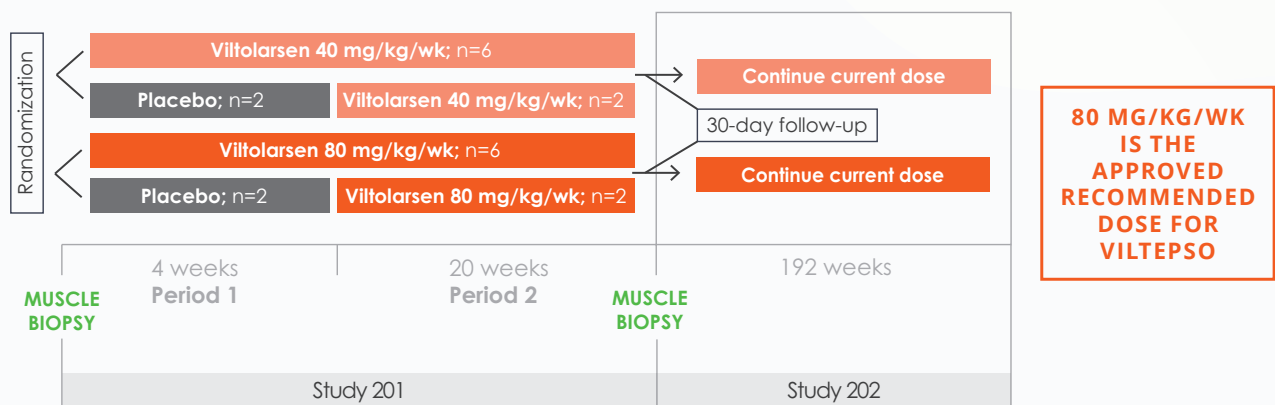 Randomization
Viltolarsen 40 mg/kg/wk; n=6
Placebo; n=2
Viltolarsen 40 mg/kg/wk; n=2
Viltolarsen 80 mg/kg/wk; n=6
Placebo; n=2
Viltolarsen 80 mg/kg/wk; n=2
Continue current dose
30-day follow-up
Continue current dose
80 MG/KG/WK
IS THE
APPROVED
RECOMMENDED
DOSE FOR
VILTEPSO
4 weeks
Period 1
20 weeks
Period 2
192 weeks
MUSCLE
BIOPSY
MUSCLE
BIOPSY
Study 201
Study 202